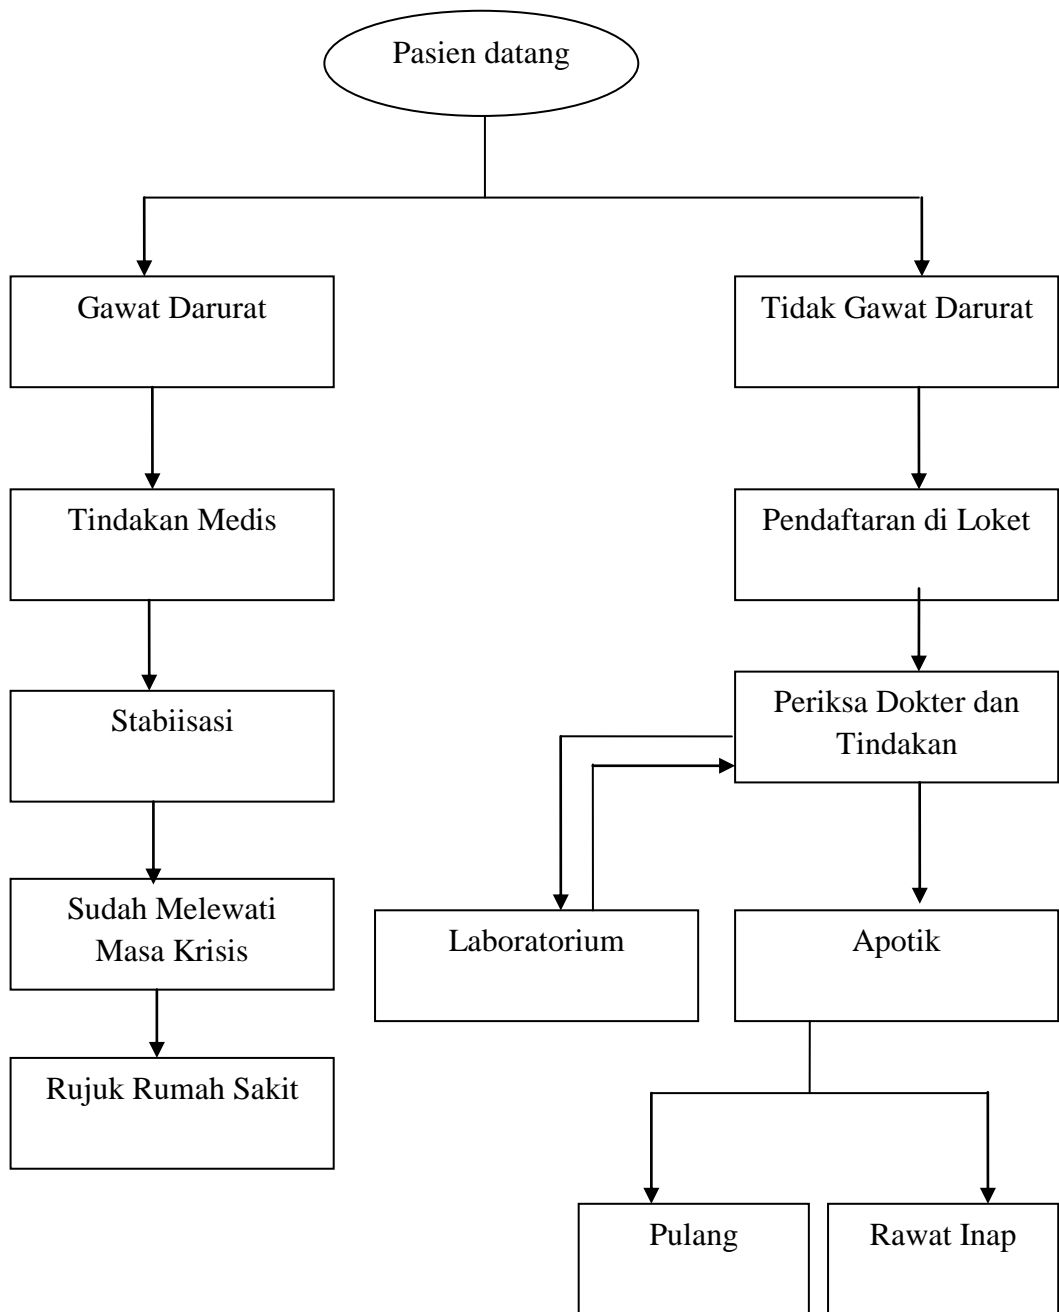 Pasien datang
Gawat Darurat
Tidak Gawat Darurat
Tindakan Medis
Pendaftaran di Loket
Stabiisasi
Periksa Dokter dan
Tindakan
Sudah Melewati
Masa Krisis
Laboratorium
Apotik
Rujuk Rumah Sakit
Pulang
Rawat Inap